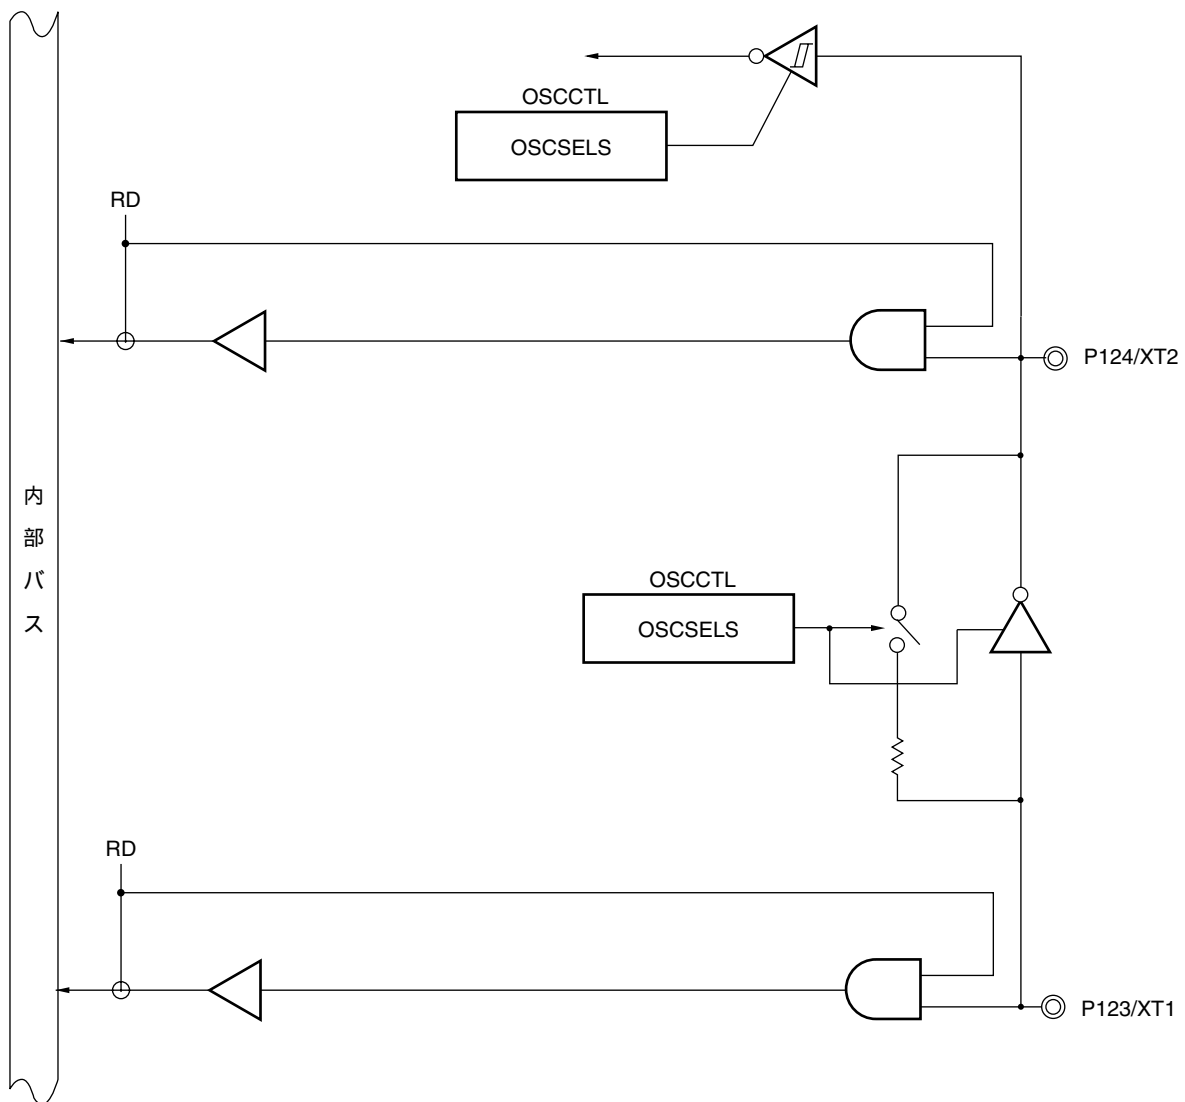 OSCCTL
OSCSELS
RD
P124/XT2
内部バス
OSCCTL
OSCSELS
RD
P123/XT1